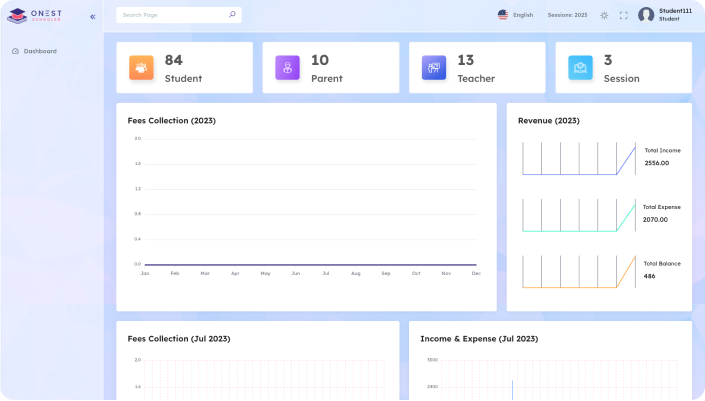 ONEST
SCHOOLED
Search Page
English
Sessions: 2023
Student111
Student
Dashboard
84
Student
10
Parent
13
Teacher
3
Session
Fees Collection (2023)
2.0
1.6
1.2
0.8
0.4
0.0
Jan Feb Mar Apr May Jun Jul Aug Sep Oct Nov Dec
Revenue (2023)
Total Income
2556.00
Total Expense
2070.00
Total Balance
486
Fees Collection (Jul 2023)
2.0
1.6
Income & Expense (Jul 2023)
3000
2400